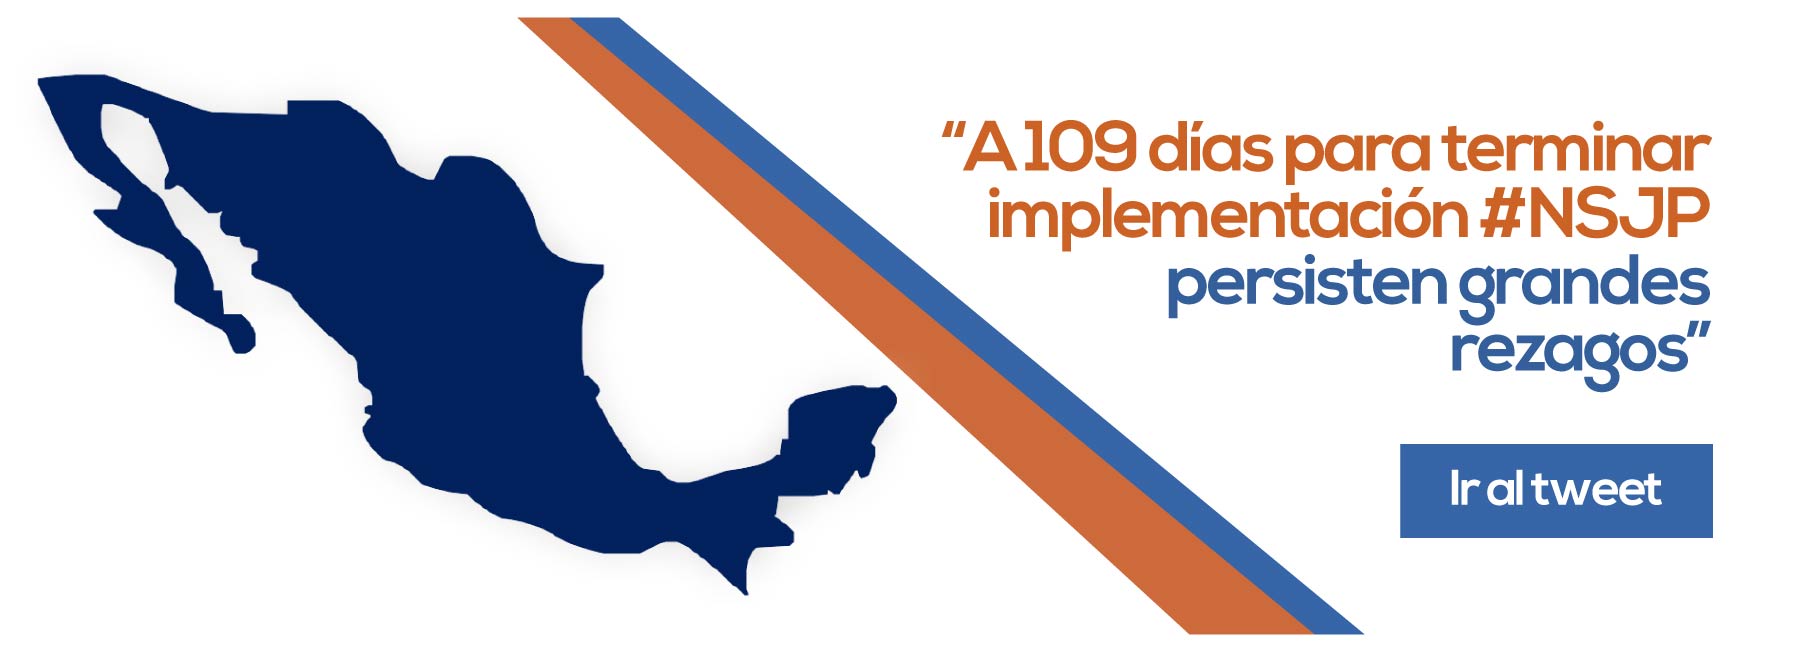 “A 109 días para terminar
implementación #NSJP
persisten grandes
rezagos”
Ir al tweet